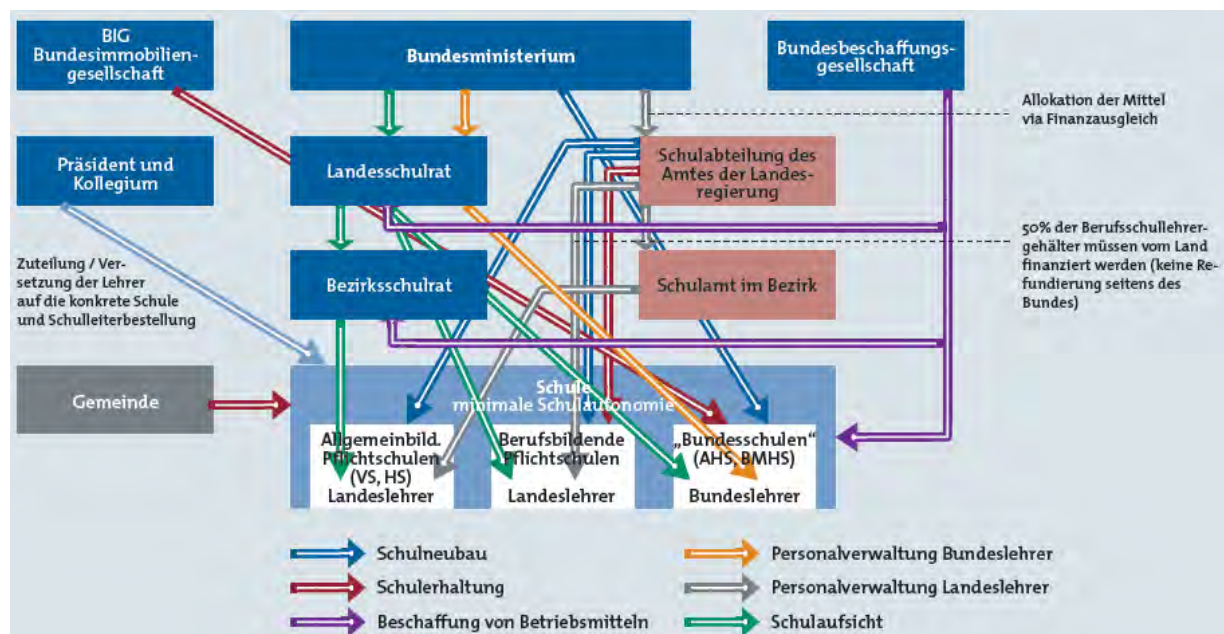 BIG
Bundesimmobilien-
gesellschaft
Bundesministerium
Bundesbeschaffungs-
gesellschaft
Allokation der Mittel
via Finanzausgleich
Präsident und
Kollegium
Landesschulrat
Schulabteilung des
Amtes der Landes-
regierung
50% der Berufsschullehrer-
gehälter müssen vom Land
finanziert werden (keine Re-
fundierung seitens des
Bundes)
Zuteilung / Ver-
setzung der Lehrer
auf die konkrete Schule
und Schulleiterbestellung
Bezirksschulrat
Schulamt im Bezirk
Gemeinde
Schule
minimale Schulautonomie
Allgemeinbild.
Pflichtschulen
(VS, HS)
Landeslehrer
Berufsbildende
Pflichtschulen
Landeslehrer
„Bundesschulen“
(AHS, BMHS)
Bundeslehrer
Schulneubau
Schulerhaltung
Beschaffung von Betriebsmitteln
Personalverwaltung Bundeslehrer
Personalverwaltung Landeslehrer
Schulaufsicht